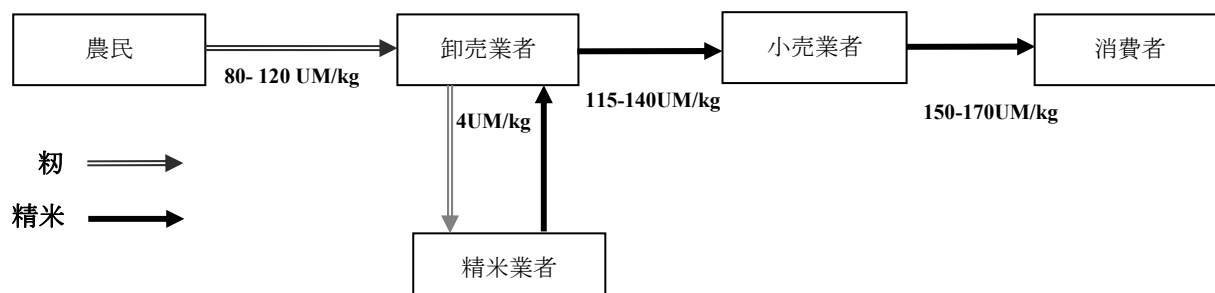 農民
卸売業者
小売業者
消費者
80- 120 UM/kg
115-140UM/kg
150-170UM/kg
4UM/kg
籾
精米
精米業者